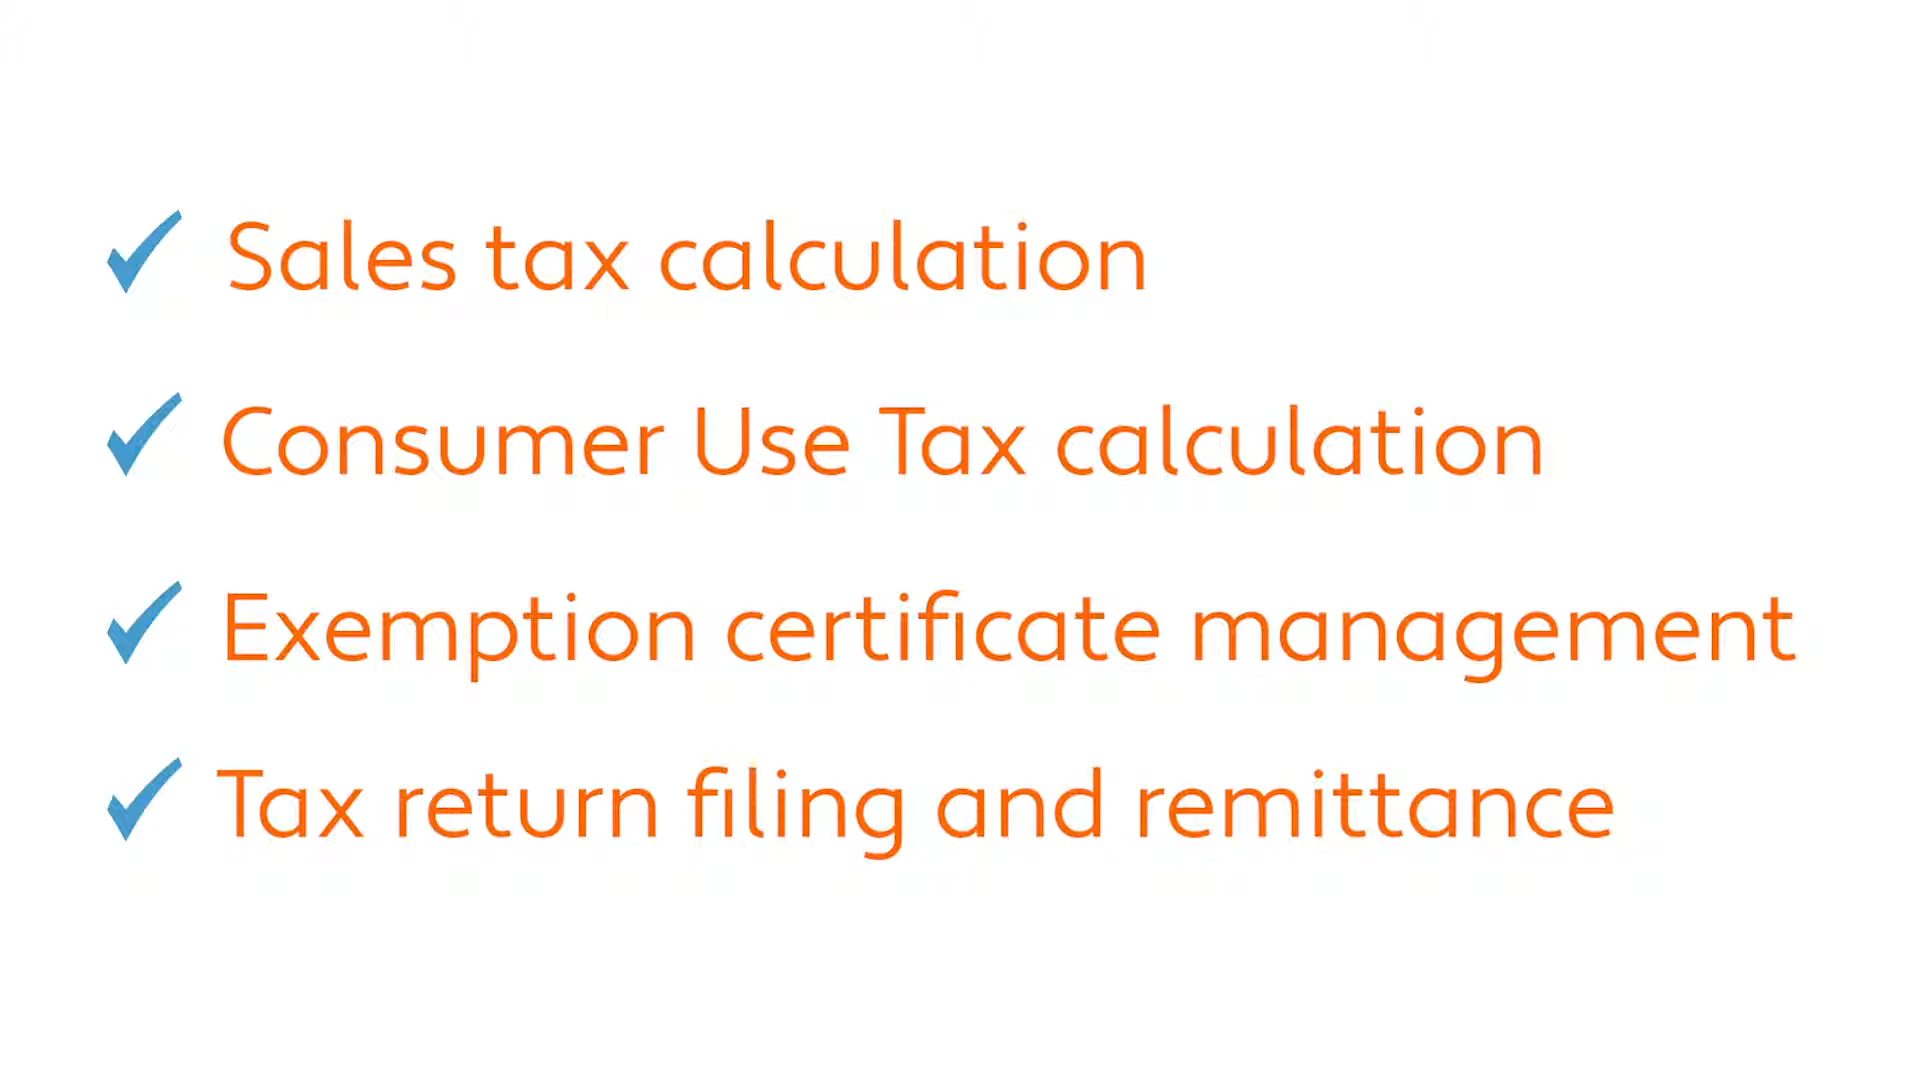 Sales tax calculation
Consumer Use Tax calculation
Exemption certificate management
Tax return filing and remittance